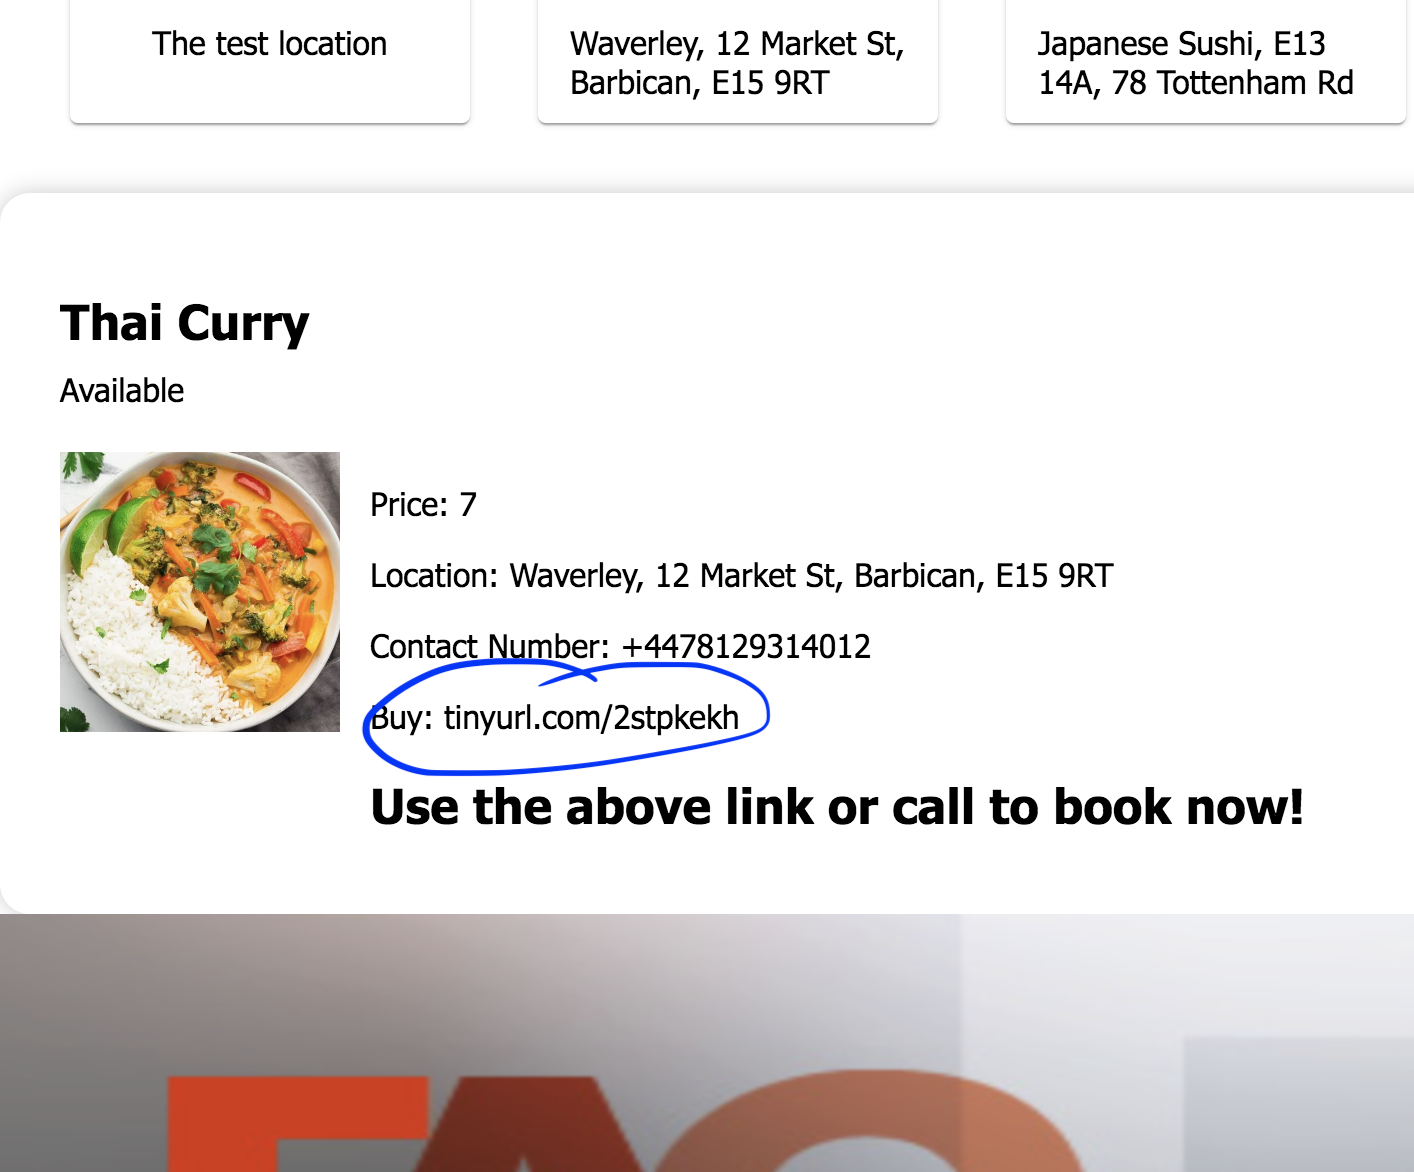 The test location
Waverley, 12 Market St,
Barbican, E15 9RT
Japanese Sushi, E13
14A, 78 Tottenham Rd
Thai Curry
Available
Price: 7
Location: Waverley, 12 Market St, Barbican, E15 9RT
Contact Number: +4478129314012
Buy: tinyurl.com/2stpkekh
Use the above link or call to book now!
FAQ